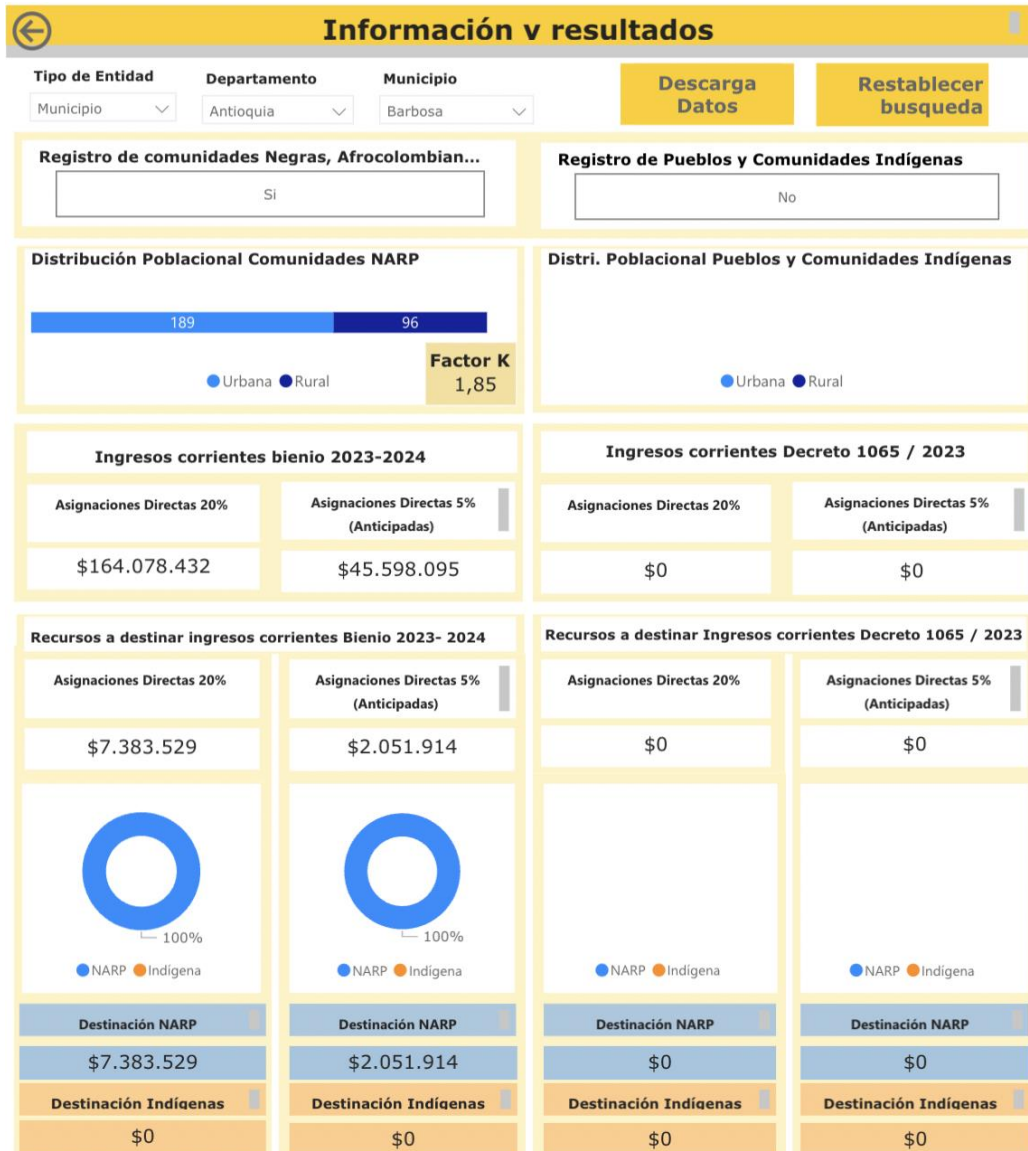 Información y resultados
Tipo de Entidad
Departamento
Municipio
Municipio
Antioquia
Barbosa
Descarga
Datos
Restablecer
busqueda
Registro de comunidades Negras, Afrocolombian...
Si
Registro de Pueblos y Comunidades Indígenas
No
Distribución Poblacional Comunidades NARP
189
96
Urbana
Rural
Factor K
1,85
Distri. Poblacional Pueblos y Comunidades Indígenas
Urbana
Rural
Ingresos corrientes bienio 2023-2024
Asignaciones Directas 20%
Asignaciones Directas 5%
(Anticipadas)
$164.078.432
$45.598.095
Ingresos corrientes Decreto 1065 / 2023
Asignaciones Directas 20%
Asignaciones Directas 5%
(Anticipadas)
$0
$0
Recursos a destinar ingresos corrientes Bienio 2023- 2024
Asignaciones Directas 20%
Asignaciones Directas 5%
(Anticipadas)
$7.383.529
$2.051.914
100%
100%
NARP
Indígena
NARP
Indígena
Destinación NARP
Destinación NARP
$7.383.529
$2.051.914
Destinación Indígenas
Destinación Indígenas
$0
$0
Recursos a destinar Ingresos corrientes Decreto 1065 / 2023
Asignaciones Directas 20%
Asignaciones Directas 5%
(Anticipadas)
$0
$0
NARP
Indígena
NARP
Indígena
Destinación NARP
Destinación NARP
$0
$0
Destinación Indígenas
Destinación Indígenas
$0
$0